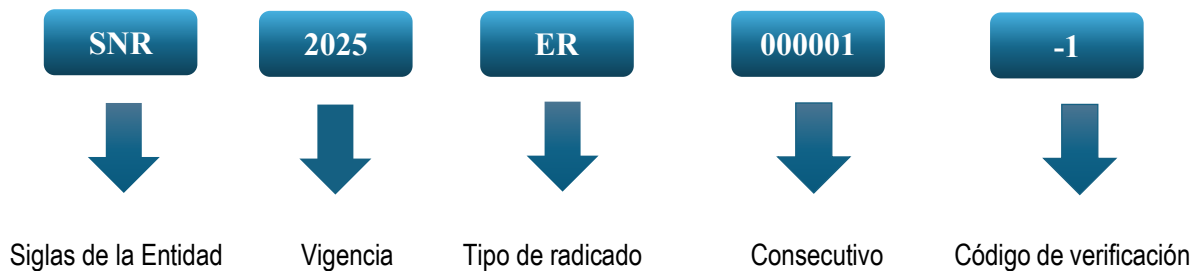 SNR 2025 ER 000001 -1
Siglas de la Entidad Vigencia Tipo de radicado Consecutivo Código de verificación